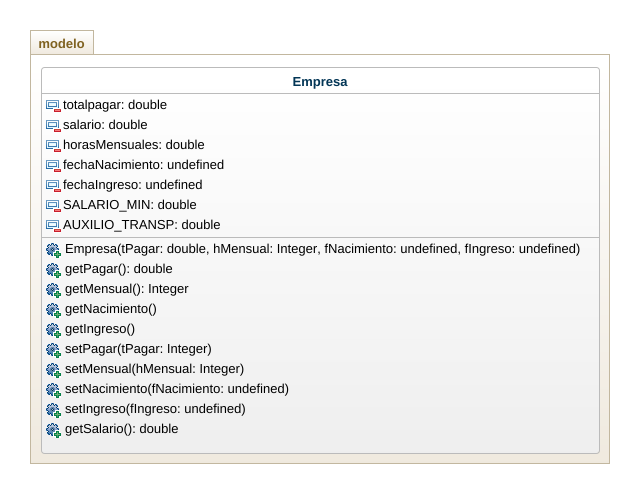 modelo
Empresa
totalpagar: double
salario: double
horasMensuales: double
fechaNacimiento: undefined
fechaIngreso: undefined
SALARIO_MIN: double
AUXILIO_TRANSP: double
Empresa(tPagar: double, hMensual: Integer, fNacimiento: undefined, fIngreso: undefined)
getPagar(): double
getMensual(): Integer
getNacimiento()
getIngreso()
setPagar(tPagar: Integer)
setMensual(hMensual: Integer)
setNacimiento(fNacimiento: undefined)
setIngreso(fIngreso: undefined)
getSalario(): double